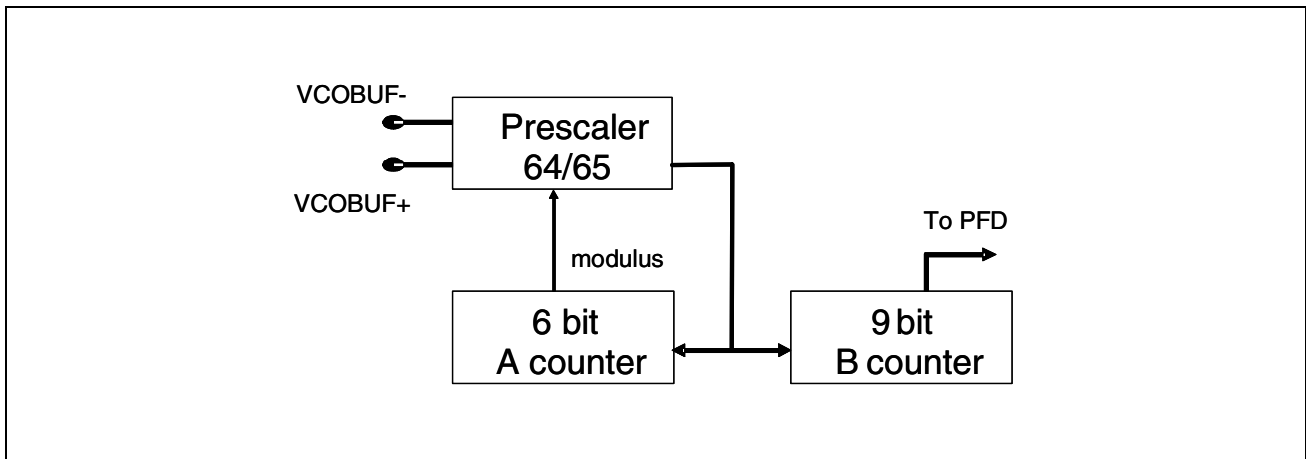 VCOBUF-
Prescaler
64/65
VCOBUF+
To PFD
modulus
6 bit
A counter
9 bit
B counter